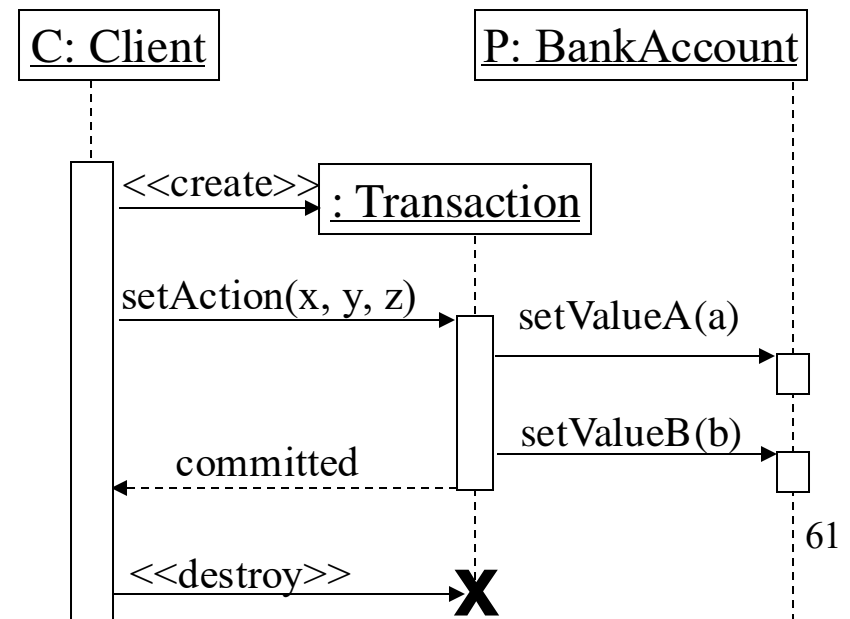 C: Client
P: BankAccount
<<create>>
: Transaction
setAction(x, y, z)
setValueA(a)
setValueB(b)
committed
61
<<destroy>>
X